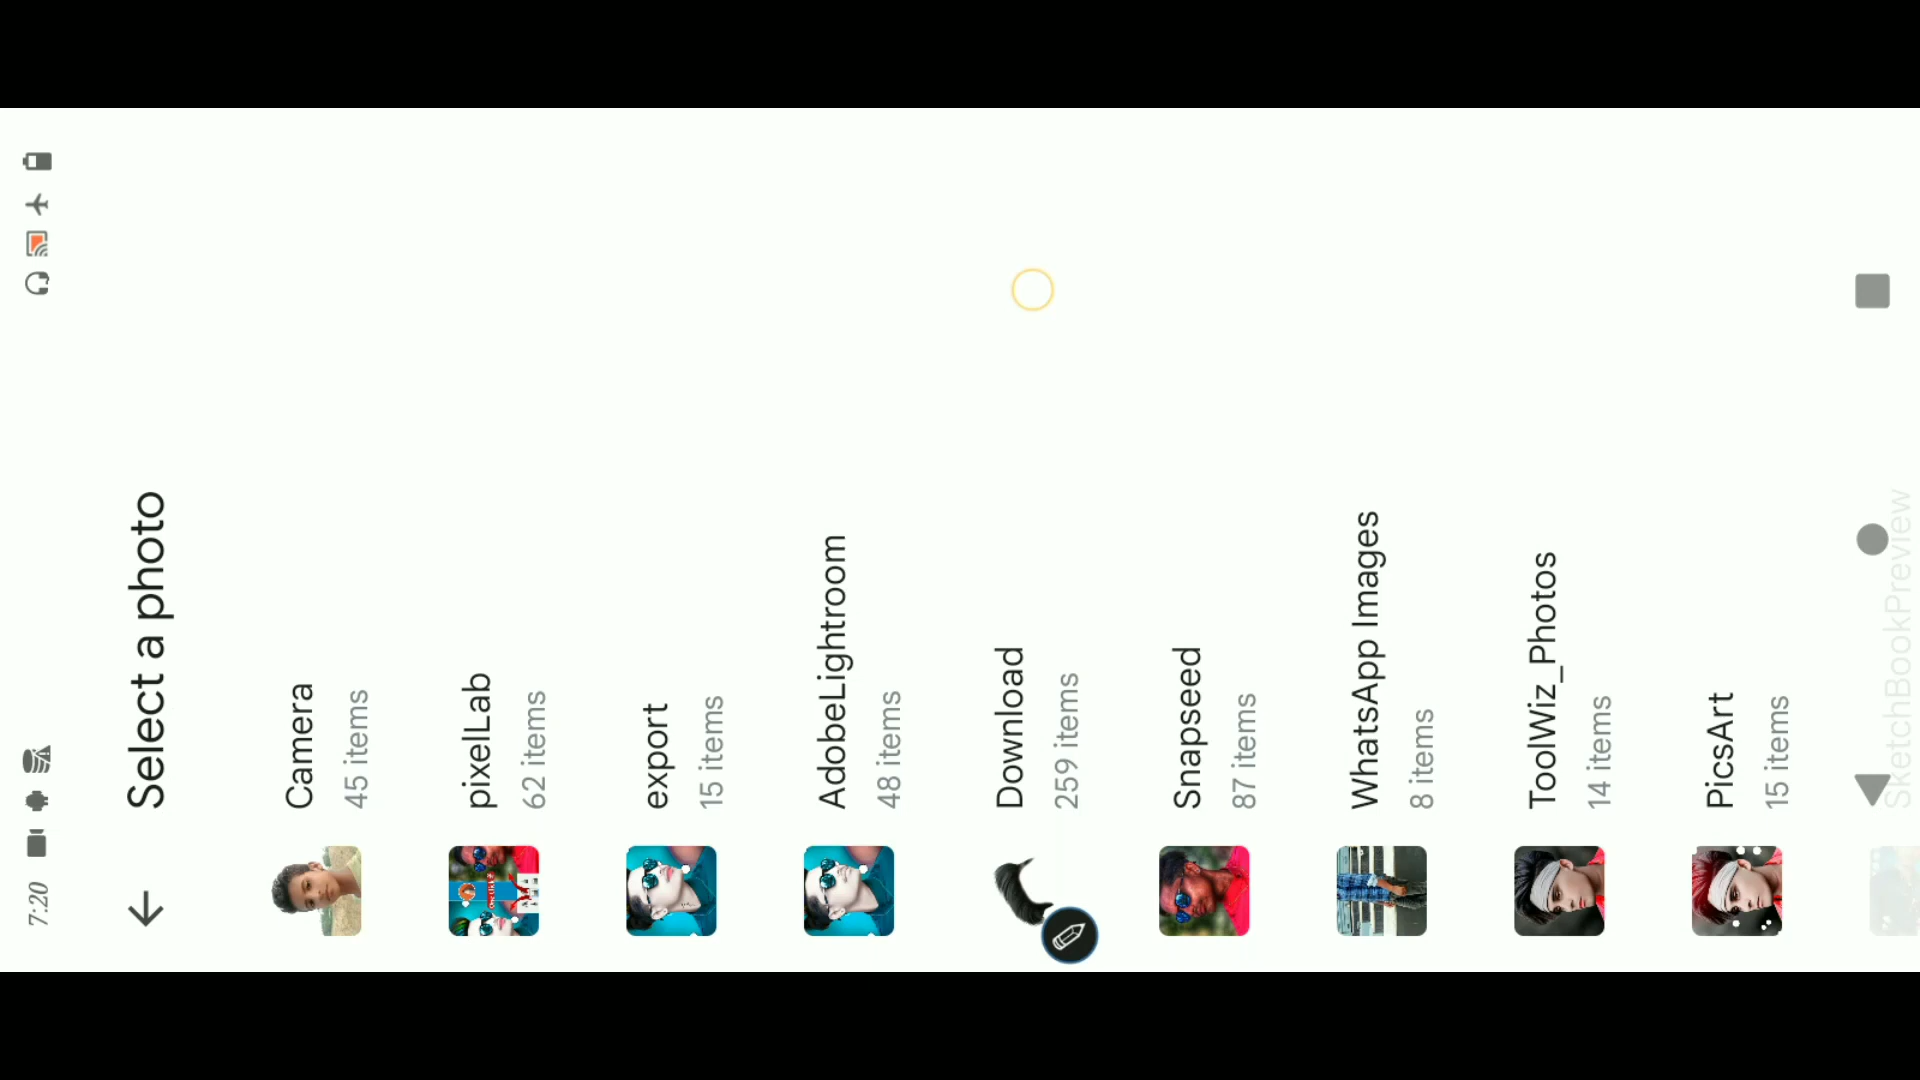 7:20
Select a photo
Camera
45 items
pixelLab
62 items
export
15 items
AdobeLightroom
48 items
Download
259 items
Snapseed
87 items
WhatsApp Images
8 items
ToolWiz_Photos
14 items
PicsArt
15 items
SketchBookPreview